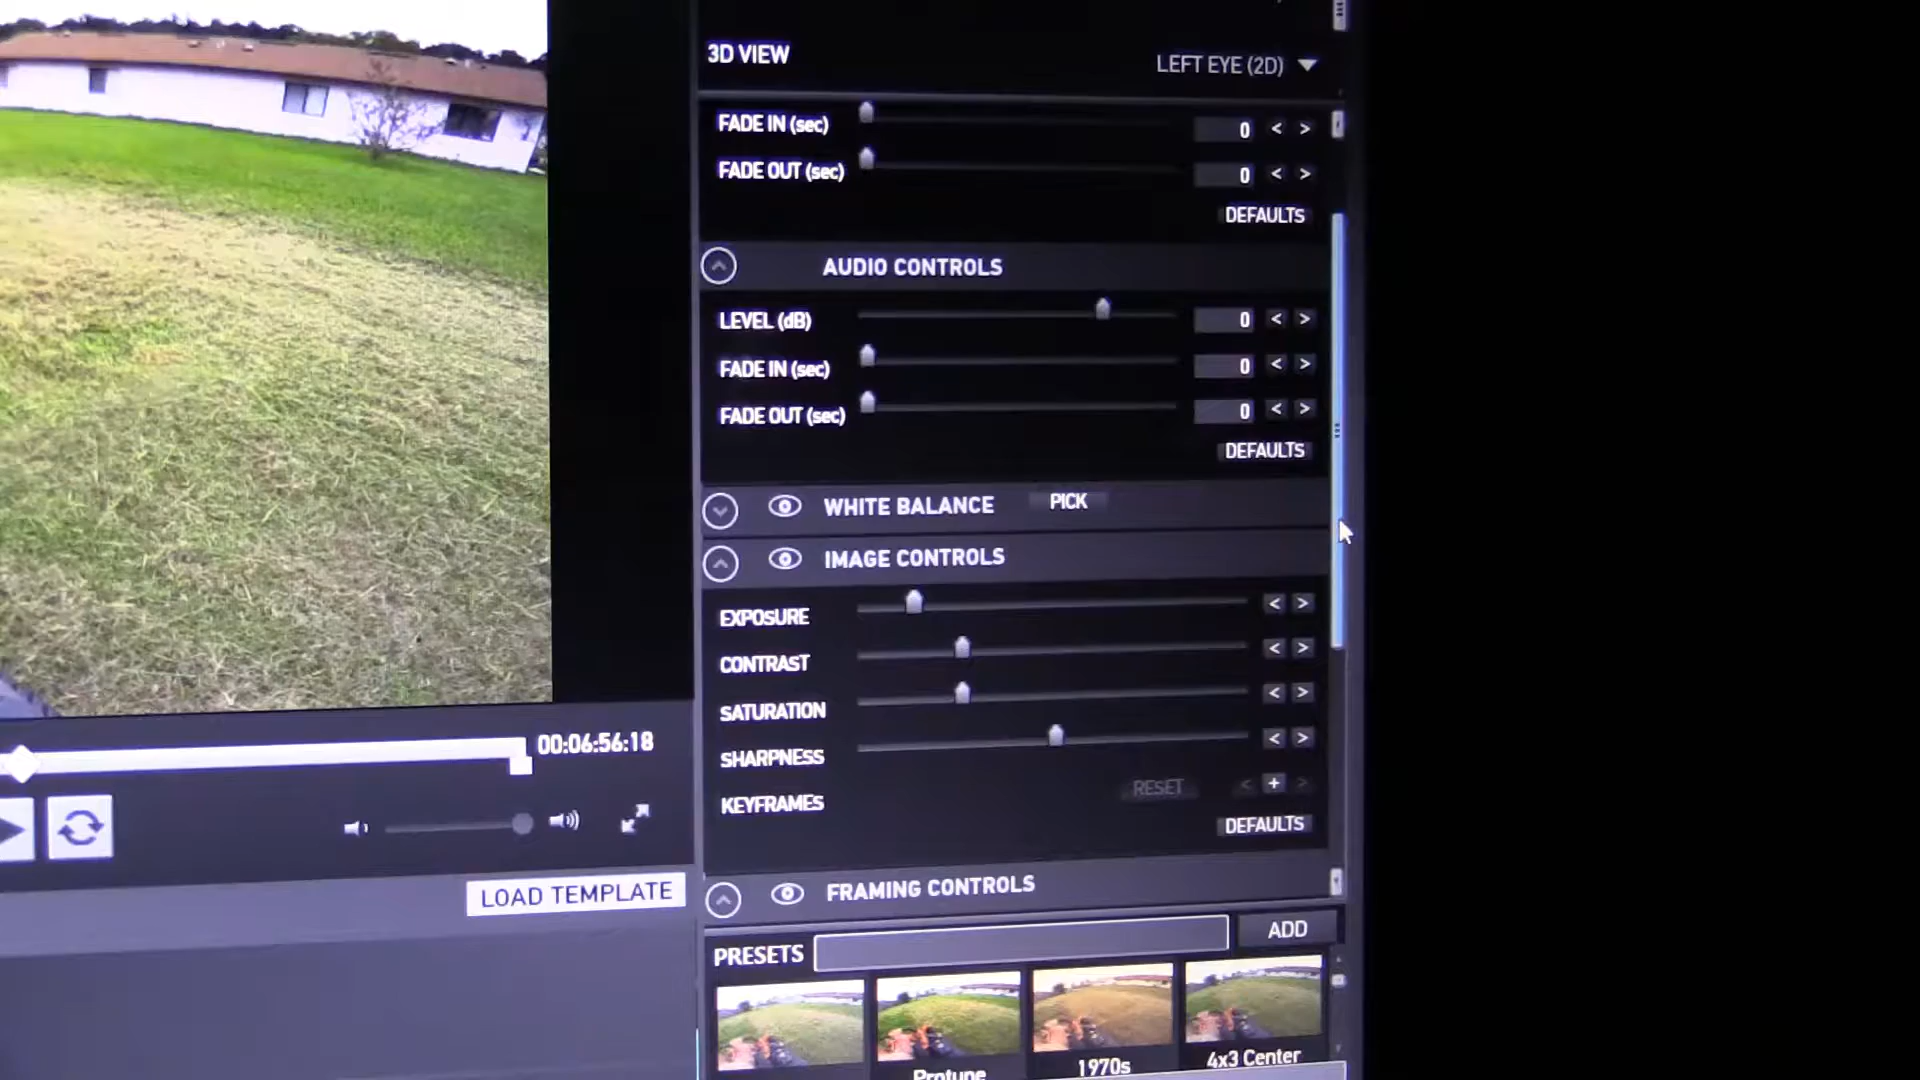 3D VIEW
LEFT EYE (2D)
FADE IN (sec)
0 < >
FADE OUT (sec)
0 < >
DEFAULTS
AUDIO CONTROLS
LEVEL (dB)
0 < >
FADE IN (sec)
0 < >
FADE OUT (sec)
0 < >
DEFAULTS
WHITE BALANCE
PICK
IMAGE CONTROLS
EXPOSURE
< >
CONTRAST
< >
SATURATION
< >
SHARPNESS
< >
KEYFRAMES
RESET
< + >
DEFAULTS
00:06:56:18
LOAD TEMPLATE
FRAMING CONTROLS
PRESETS
ADD
Protune
1970s
4x3 Center